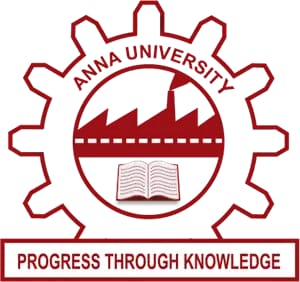 ANNA UNIVERSITY
PROGRESS THROUGH KNOWLEDGE